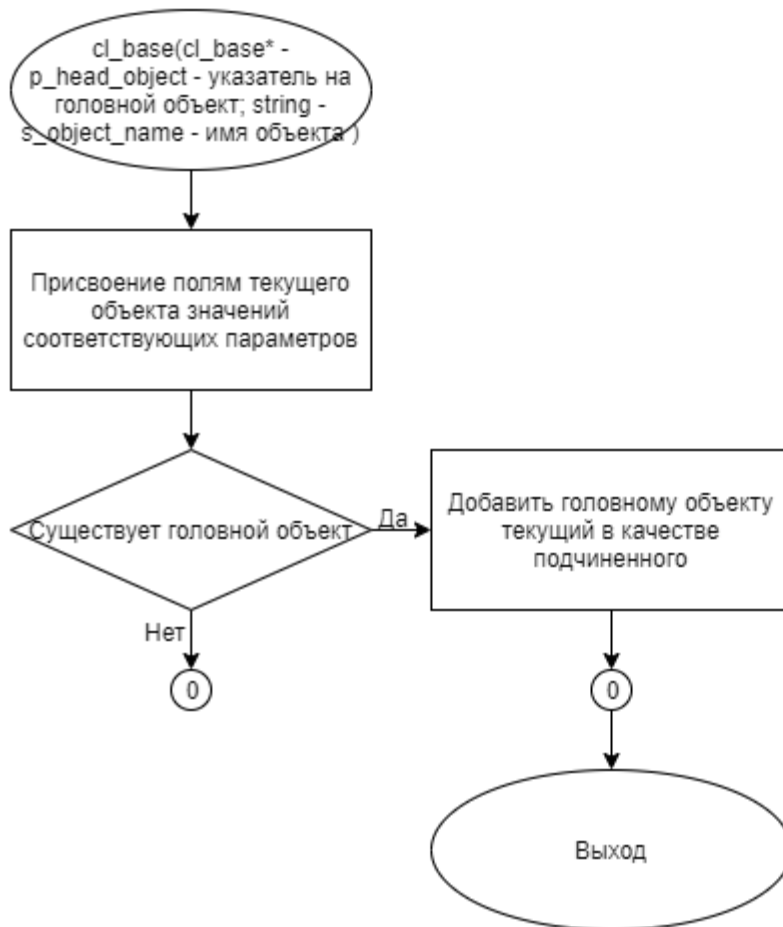 cl_base(cl_base* -
p_head_object - указатель на
головной объект; string -
s_object_name - имя объекта )
Присвоение полям текущего
объекта значений
соответствующих параметров
Существует головной объект
Да
Добавить головному объекту
текущий в качестве
подчиненного
Нет
0
0
Выход